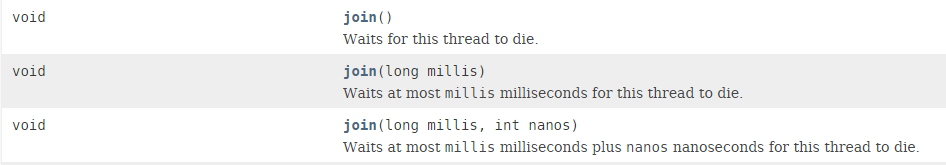 void join()
Waits for this thread to die.
void join(long millis)
Waits at most millis milliseconds for this thread to die.
void join(long millis, int nanos)
Waits at most millis milliseconds plus nanos nanoseconds for this thread to die.